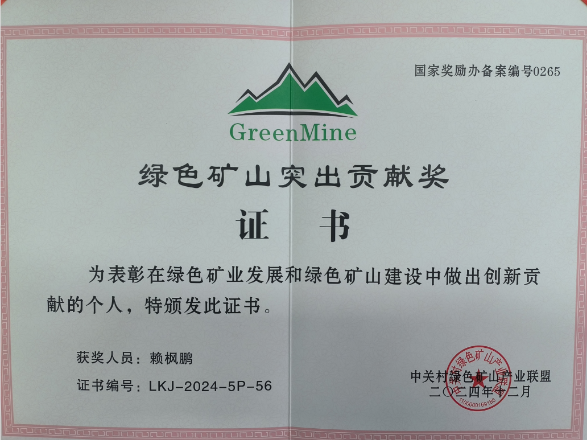 国家奖励办备案编号0265
GreenMine
绿色矿山突出贡献奖
证 书
为表彰在绿色矿业发展和绿色矿山建设中做出创新贡
献的个人，特颁发此证书。
获奖人员：赖枫鹏
证书编号：LKJ-2024-5P-56
中关村绿色矿山产业联盟
二〇二四年十二月